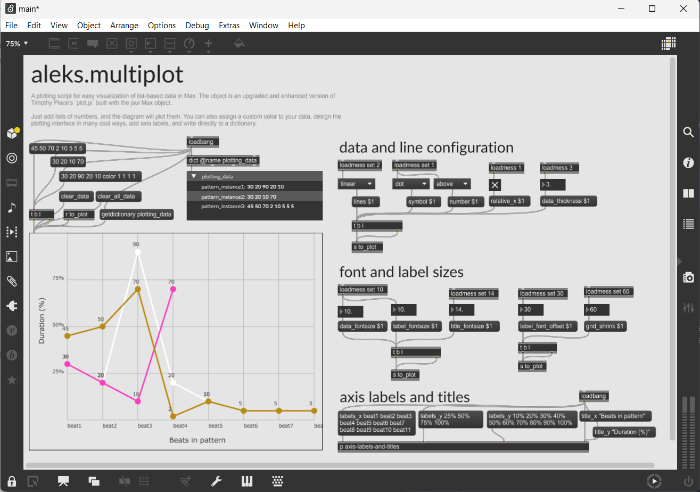 main*
File Edit View Object Arrange Options Debug Extras Window Help
75%
aleks.multiplot
A plotting script for easy visualization of list-based data in Max. The object is an upgraded and enhanced version of
Timothy Place's `plot.js` built with the jsui Max object.
Just add lists of numbers, and the diagram will plot them. You can also assign a custom color to your data, design the
plotting interface in many cool ways, add axis labels, and write directly to a dictionary.
45 50 70 2 10 5 5 5
30 20 10 70
30 20 90 20 10 color 1 1 1 1
clear_data
clear_all_data
t b l
r to_plot
getdictionary plotting_data
loadbang
dict @name plotting_data
plotting_data
pattern_instance1: 30 20 90 20 10
pattern_instance2: 30 20 10 70
pattern_instance3: 45 50 70 2 10 5 5 5
Duration (%)
75%
50%
25%
45
50
70
90
70
30
20
10
20
2
10
5
5
5
beat1 beat2 beat3 beat4 beat5 beat6 beat7 be
Beats in pattern
data and line configuration
loadmess set 2
loadmess set 1
loadmess 1
loadmess 3
linear
dot
above
3.
lines $1
symbol $1
number $1
relative_x $1
data_thickness $1
t b l
s to_plot
font and label sizes
loadmess set 10
loadmess set 14
loadmess set 30
loadmess set 60
10.
10.
14.
30
60
data_fontsize $1
label_fontsize $1
title_fontsize $1
label_font_offset $1
grid_shrink $1
t b l
s to_plot
t b l
s to_plot
axis labels and titles
loadbang
labels_x beat1 beat2 beat3
beat4 beat5 beat6 beat7
beat8 beat9 beat10 beat11
labels_y 25% 50%
75% 100%
labels_y 10% 20% 30% 40%
50% 60% 70% 80% 90% 100%
title_x "Beats in pattern"
title_y "Duration (%)"
p axis-labels-and-titles